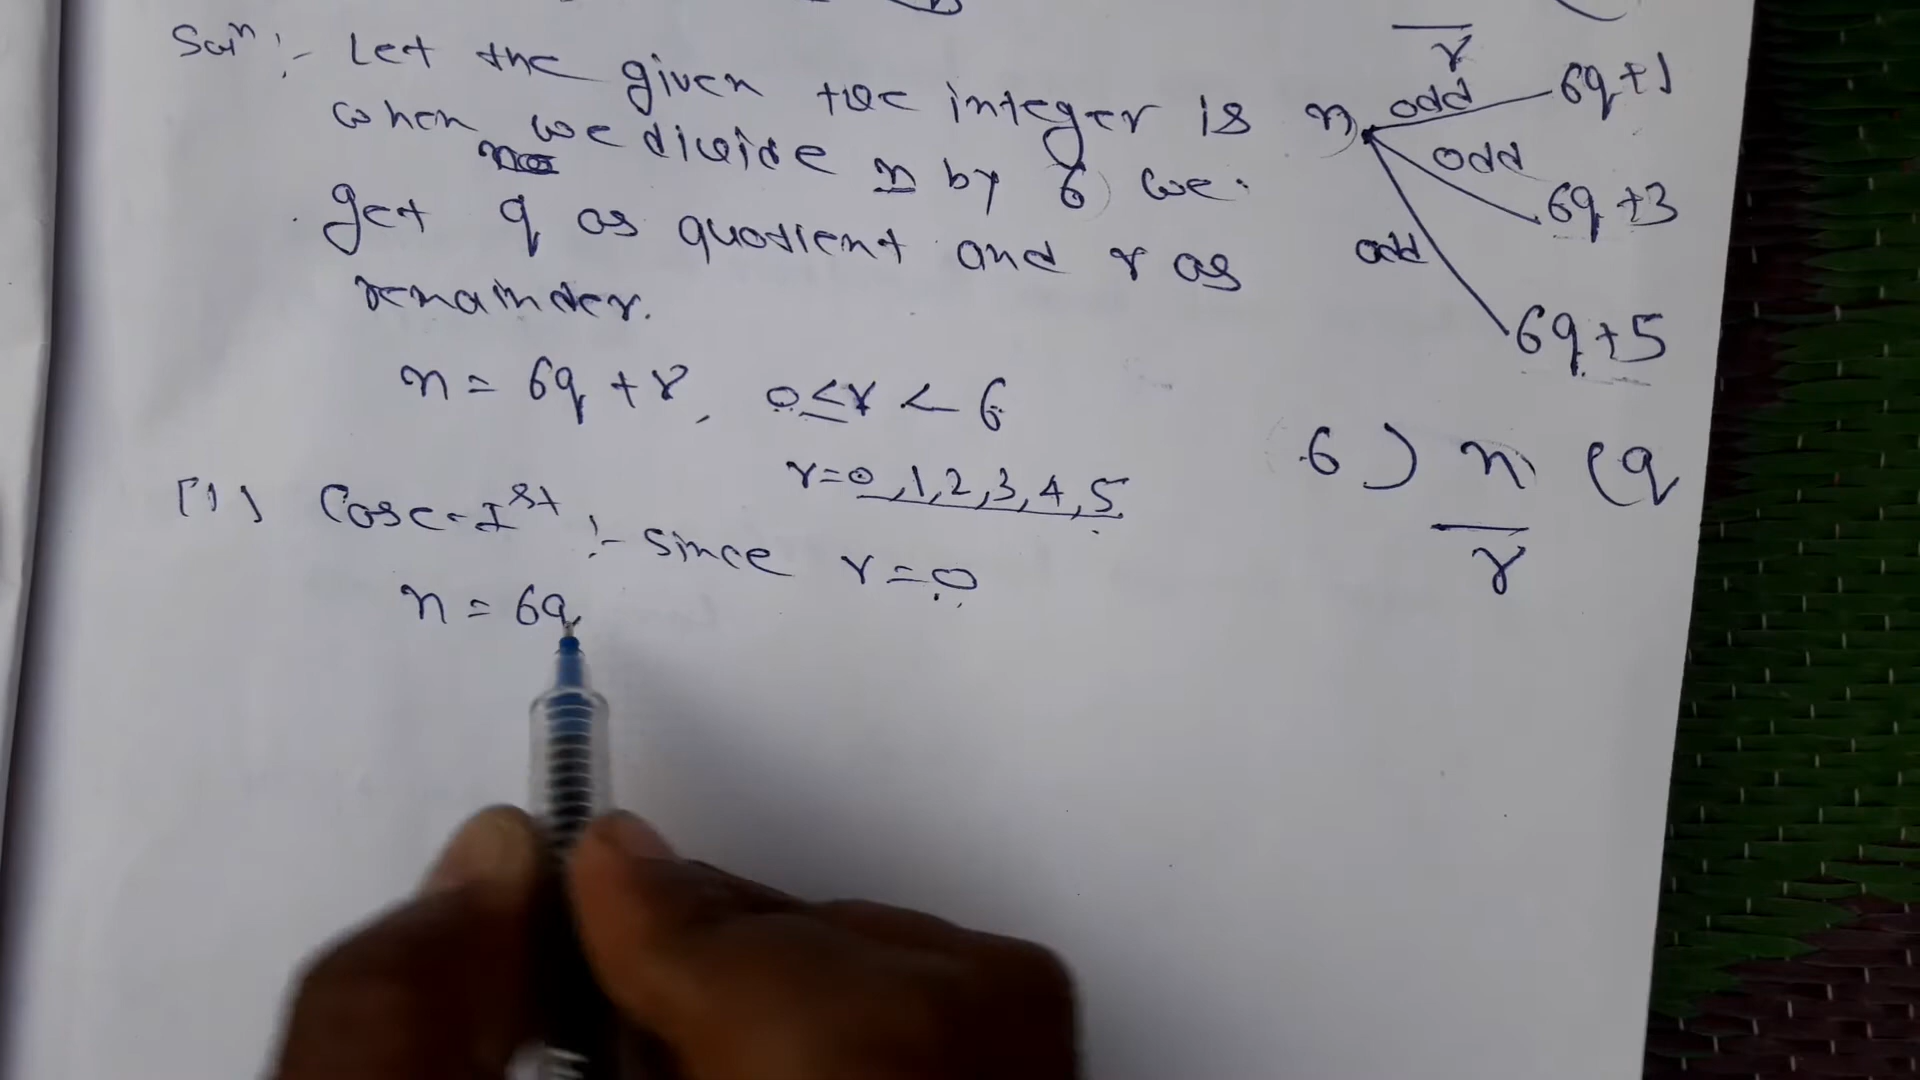 Soln :- Let the given +ve integer is n
when we divide n by 6 we
get q as quotient and r as
remainder.
n = 6q + r, 0 ≤ r < 6
r = 0, 1, 2, 3, 4, 5
(1) Case-Ist :- since r = 0
n = 6q
r
odd 6q+1
odd 6q+3
odd 6q+5
6) n (q
r